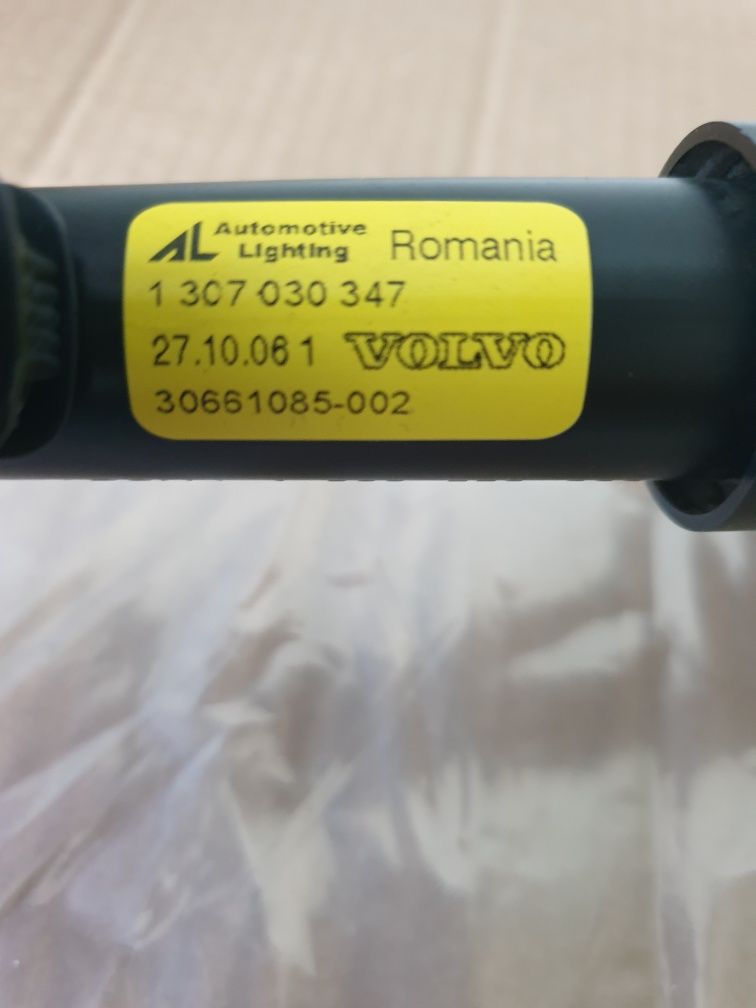 AL Automotive Lighting Romania
1 307 030 347
27.10.06 1 VOLVO
30661085-002